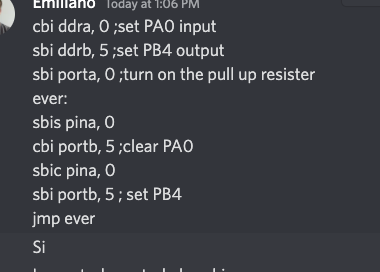 Emiliano Today at 1:06 PM
cbi ddra, 0 ;set PA0 input
sbi ddrb, 5 ;set PB4 output
sbi porta, 0 ;turn on the pull up resister
ever:
sbis pina, 0
cbi portb, 5 ;clear PA0
sbic pina, 0
sbi portb, 5 ; set PB4
jmp ever
Si